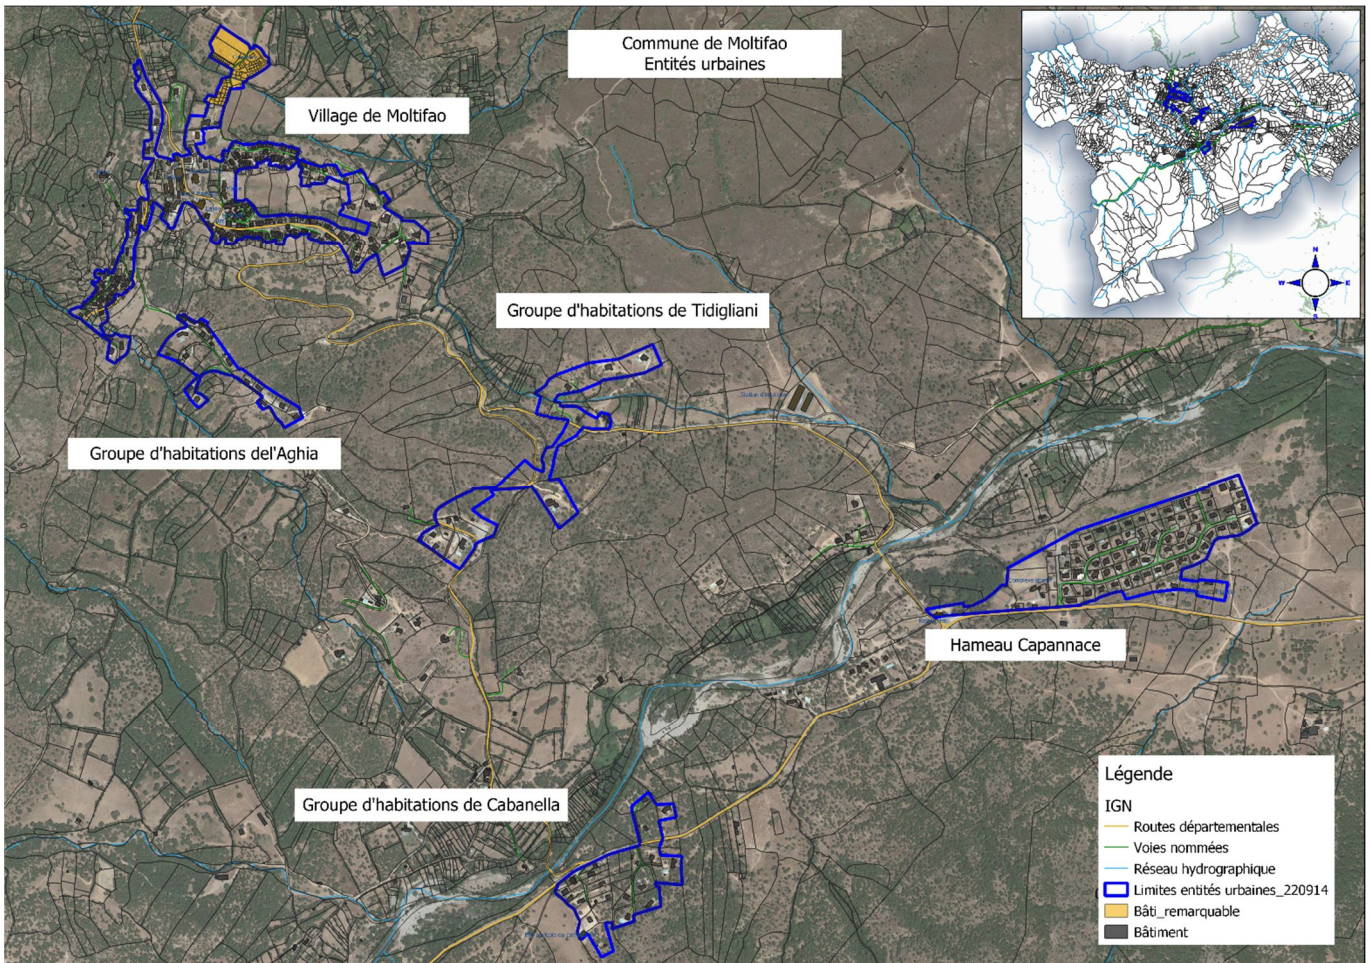 Commune de Moltifao
Entités urbaines
Village de Moltifao
N
W
E
S
Groupe d'habitations de Tidigliani
Groupe d'habitations del'Aghia
Hameau Capannace
Groupe d'habitations de Cabanella
Légende
IGN
Routes départementales
Voies nommées
Réseau hydrographique
Limites entités urbaines_220914
Bâti_remarquable
Bâtiment